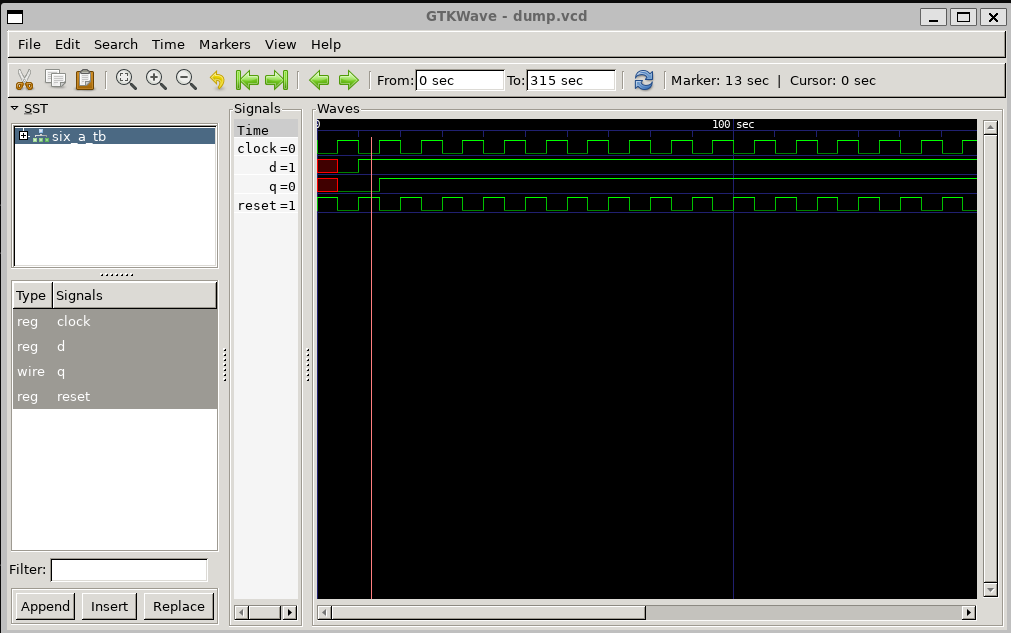 GTKWave - dump.vcd
File Edit Search Time Markers View Help
From: 0 sec To: 315 sec Marker: 13 sec | Cursor: 0 sec
SST
six_a_tb
Type Signals
reg clock
reg d
wire q
reg reset
Filter:
Append Insert Replace
Signals
Time
clock =0
d =1
q =0
reset =1
Waves
0 100 sec